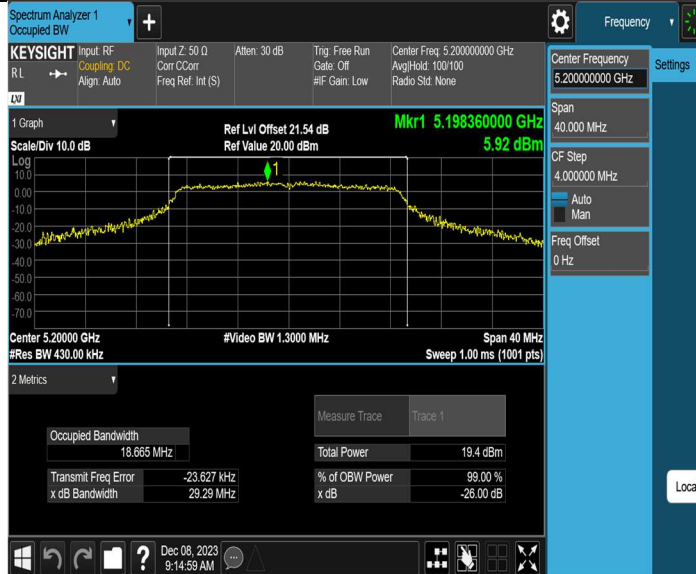 Spectrum Analyzer 1
Occupied BW
Frequency
KEYSIGHT
RL
LXI
Input: RF
Coupling: DC
Align: Auto
Input Z: 50 Ω
Corr CCorr
Freq Ref: Int (S)
Atten: 30 dB
Trig: Free Run
Gate: Off
#IF Gain: Low
Center Freq: 5.200000000 GHz
Avg|Hold: 100/100
Radio Std: None
Center Frequency
5.200000000 GHz
Settings
Span
40.000 MHz
CF Step
4.000000 MHz
Auto
Man
Freq Offset
0 Hz
Local
1 Graph
Scale/Div 10.0 dB
Ref Lvl Offset 21.54 dB
Ref Value 20.00 dBm
Mkr1 5.198360000 GHz
5.92 dBm
Log
10.0
0.00
-10.0
-20.0
-30.0
-40.0
-50.0
-60.0
-70.0
1
Center 5.20000 GHz
#Res BW 430.00 kHz
#Video BW 1.3000 MHz
Span 40 MHz
Sweep 1.00 ms (1001 pts)
2 Metrics
Measure Trace
Trace 1
Occupied Bandwidth
18.665 MHz
Total Power
19.4 dBm
Transmit Freq Error
-23.627 kHz
% of OBW Power
99.00 %
x dB Bandwidth
29.29 MHz
x dB
-26.00 dB
?
Dec 08, 2023
9:14:59 AM